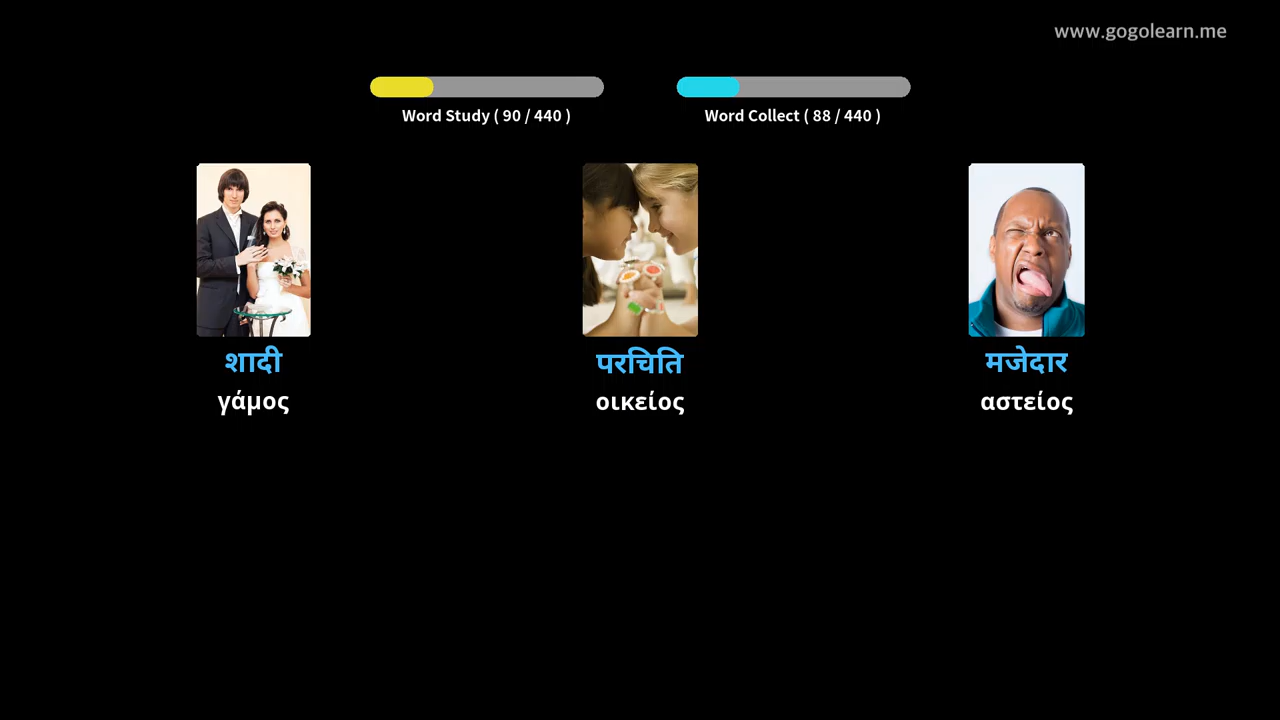 www.gogolearn.me
Word Study ( 90 / 440 )
Word Collect ( 88 / 440 )
शादी
परचिति
मजेदार
γάμος
οικείος
αστείος